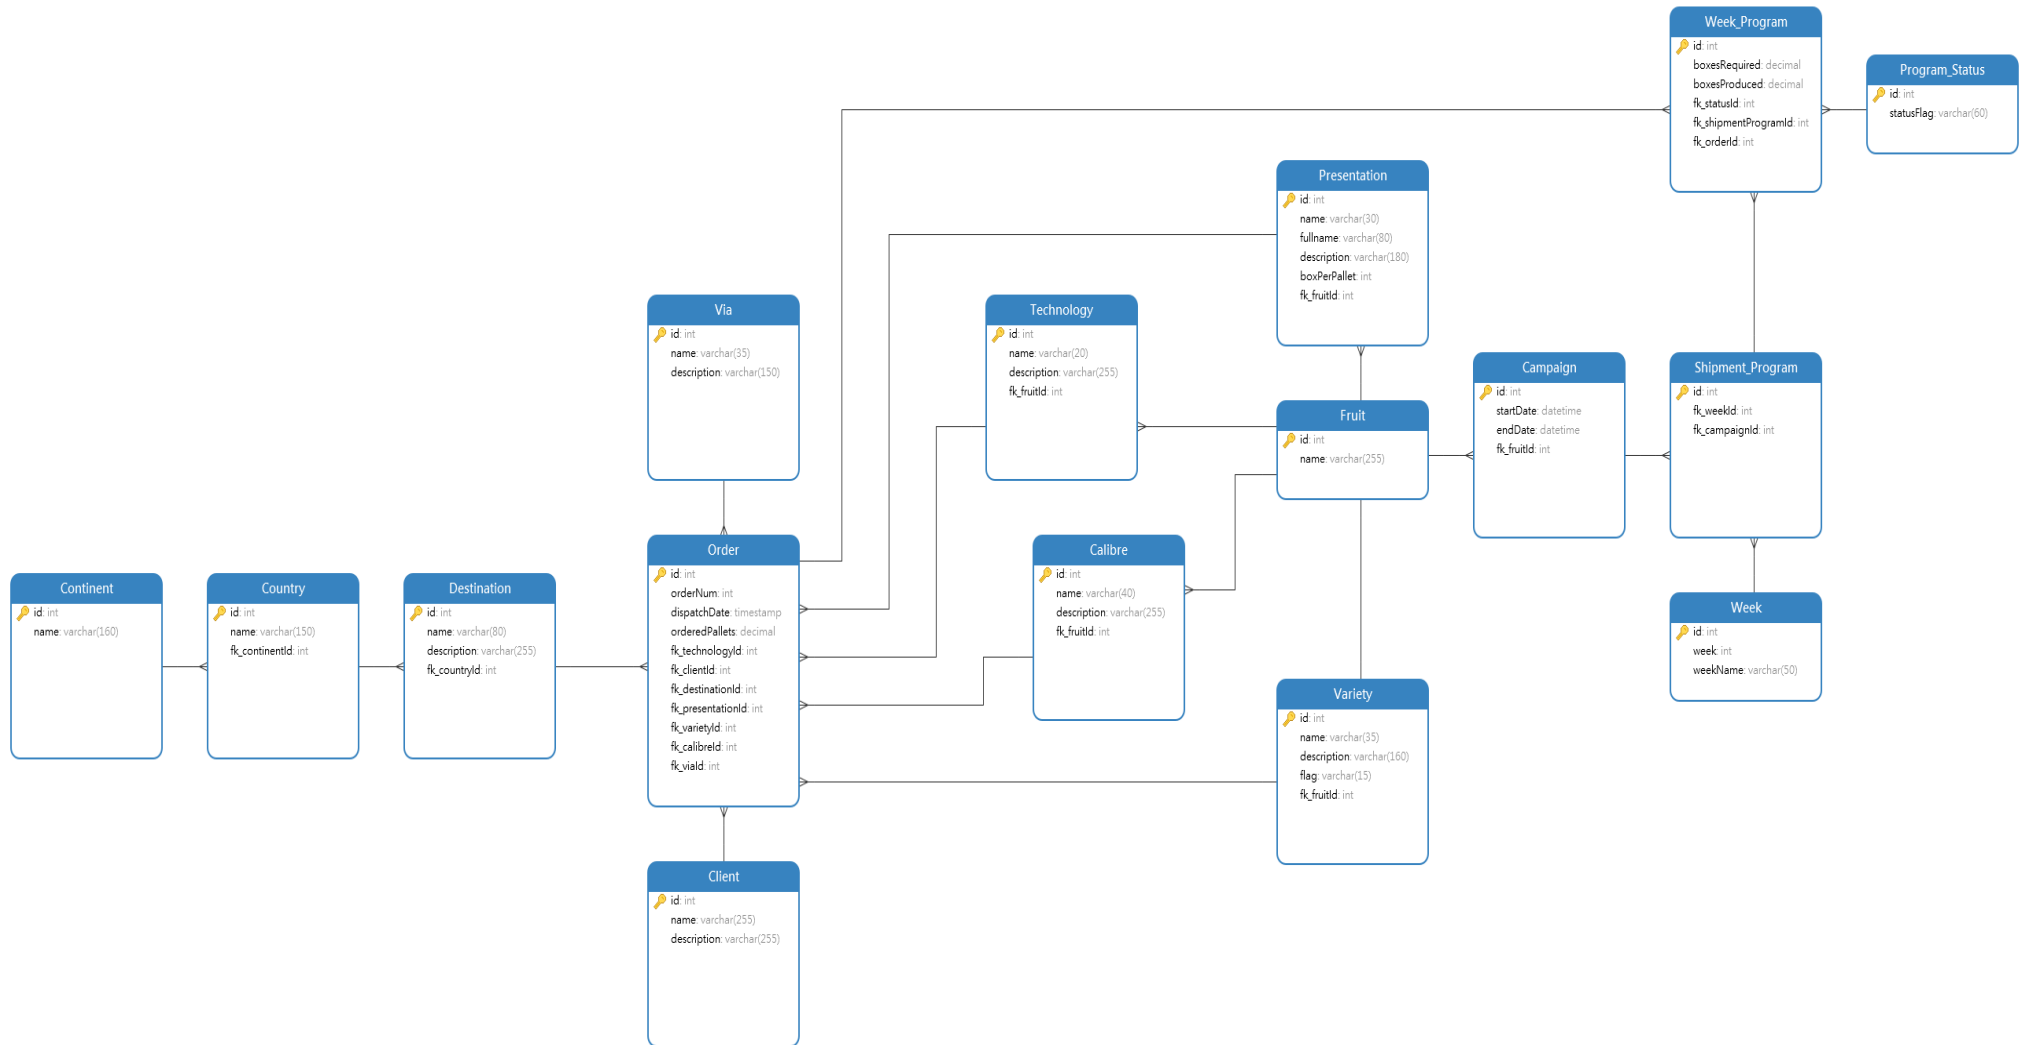 Week_Program
id: int
boxesRequired: decimal
boxesProduced: decimal
fk_statusId: int
fk_shipmentProgramId: int
fk_orderId: int
Program_Status
id: int
statusFlag: varchar(60)
Presentation
id: int
name: varchar(30)
fullname: varchar(80)
description: varchar(180)
boxPerPallet: int
fk_fruitId: int
Via
id: int
name: varchar(35)
description: varchar(150)
Technology
id: int
name: varchar(20)
description: varchar(255)
fk_fruitId: int
Fruit
id: int
name: varchar(255)
Campaign
id: int
startDate: datetime
endDate: datetime
fk_fruitId: int
Shipment_Program
id: int
fk_weekId: int
fk_campaignId: int
Continent
id: int
name: varchar(160)
Country
id: int
name: varchar(150)
fk_continentId: int
Destination
id: int
name: varchar(80)
description: varchar(255)
fk_countryId: int
Order
id: int
orderNum: int
dispatchDate: timestamp
orderedPallets: decimal
fk_technologyId: int
fk_clientId: int
fk_destinationId: int
fk_presentationId: int
fk_varietyId: int
fk_calibreId: int
fk_viaId: int
Calibre
id: int
name: varchar(40)
description: varchar(255)
fk_fruitId: int
Week
id: int
week: int
weekName: varchar(50)
Variety
id: int
name: varchar(35)
description: varchar(160)
flag: varchar(15)
fk_fruitId: int
Client
id: int
name: varchar(255)
description: varchar(255)